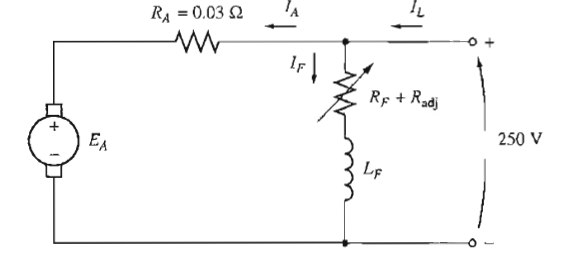 R_A = 0.03 Ω
I_A
I_L
+
I_F
R_F + R_adj
250 V
+
E_A
−
L_F
−